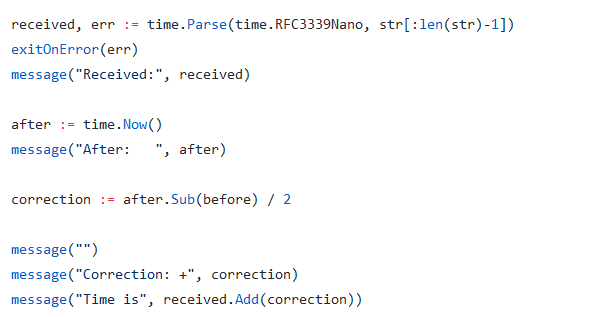 received, err := time.Parse(time.RFC3339Nano, str[:len(str)-1])
exitOnError(err)
message("Received:", received)
after := time.Now()
message("After:   ", after)
correction := after.Sub(before) / 2
message("")
message("Correction: +", correction)
message("Time is", received.Add(correction))